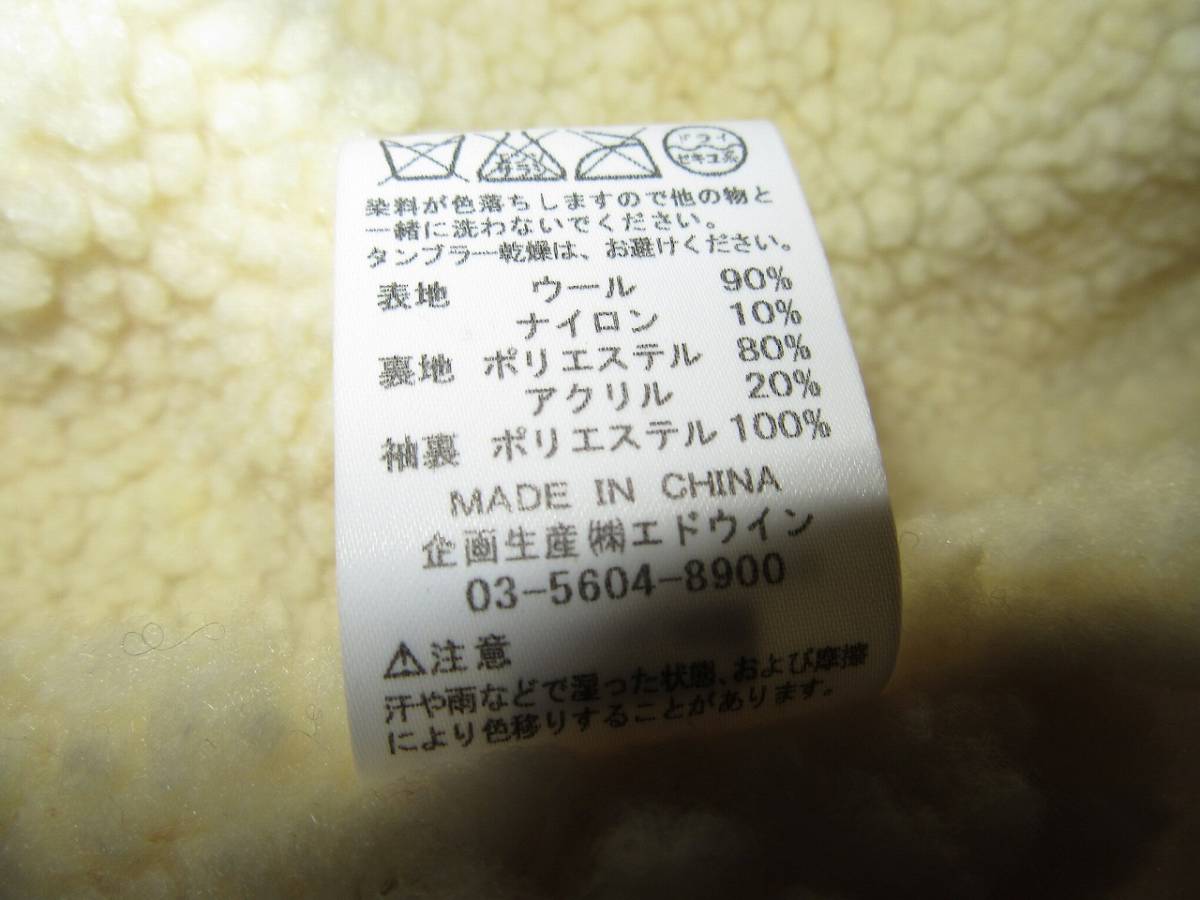 エンソ
サラシ
ドライ
セキユ系
染料が色落ちしますので他の物と
一緒に洗わないでください。
タンブラー乾燥は、お避けください。
表地 ウール 90%
ナイロン 10%
裏地 ポリエステル 80%
アクリル 20%
袖裏 ポリエステル 100%
MADE IN CHINA
企画生産㈱エドウイン
03-5604-8900
⚠注意
汗や雨などで湿った状態、および摩擦
により色移りすることがあります。